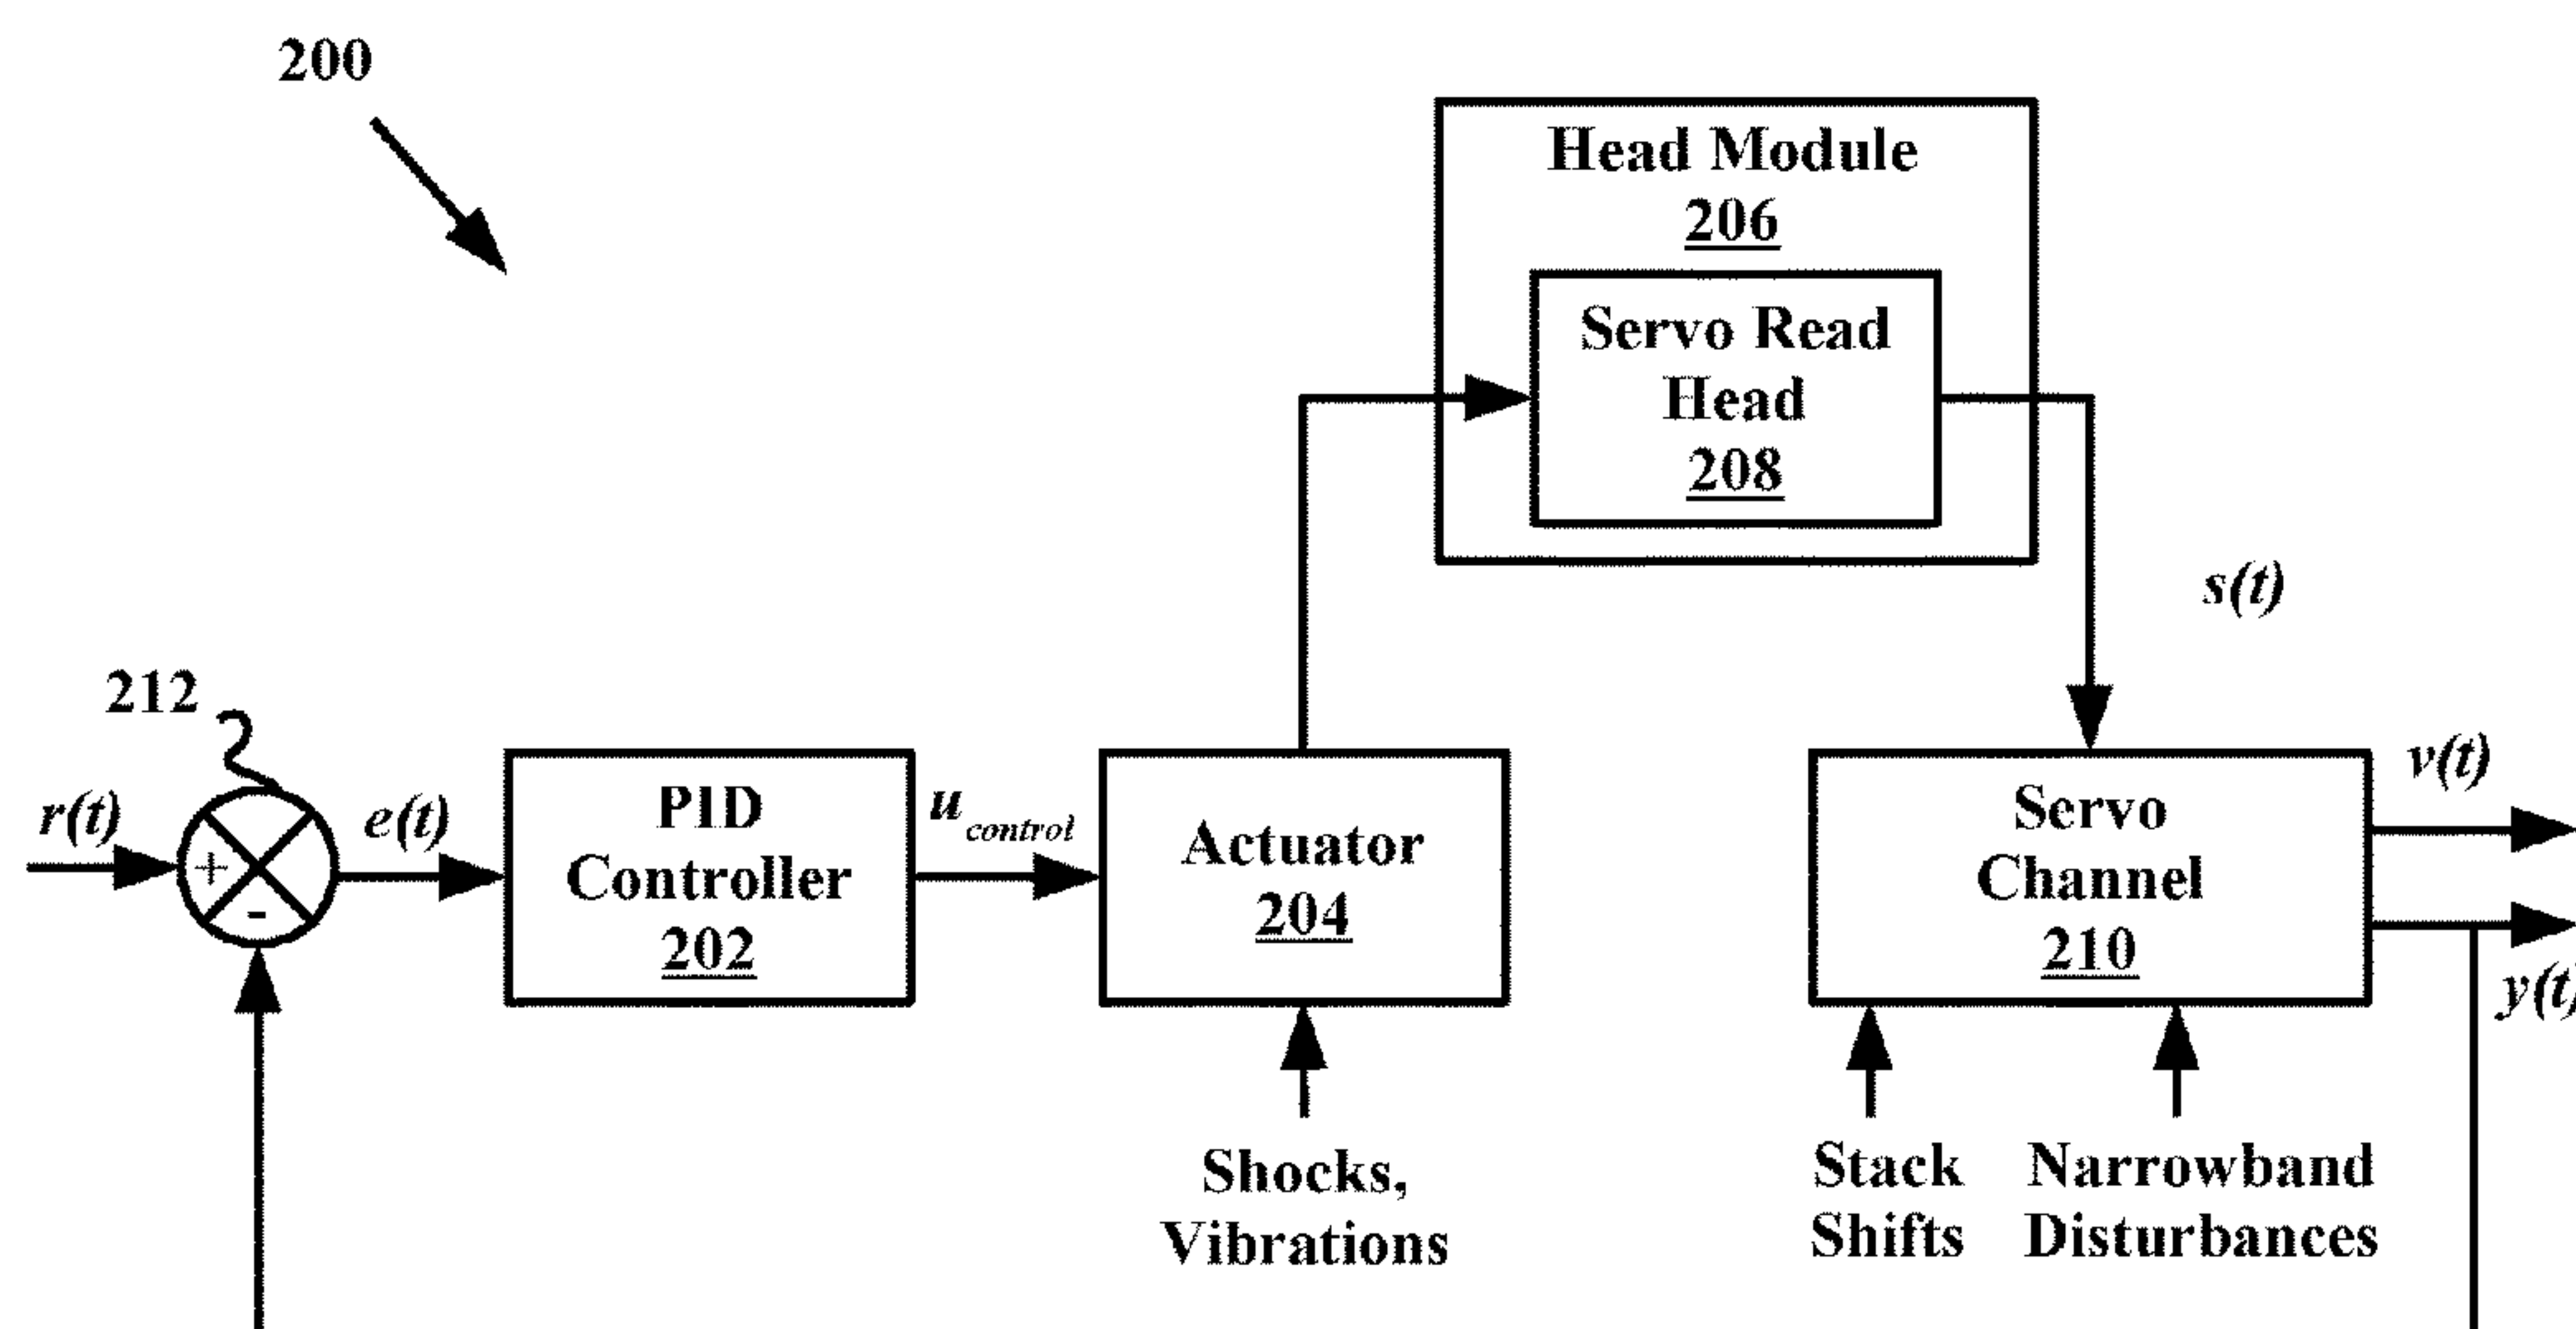 200
Head Module
206
Servo Read
Head
208
s(t)
212
r(t)
+
-
e(t)
PID
Controller
202
u control
Actuator
204
Servo
Channel
210
v(t)
y(t)
Shocks,
Vibrations
Stack
Shifts
Narrowband
Disturbances